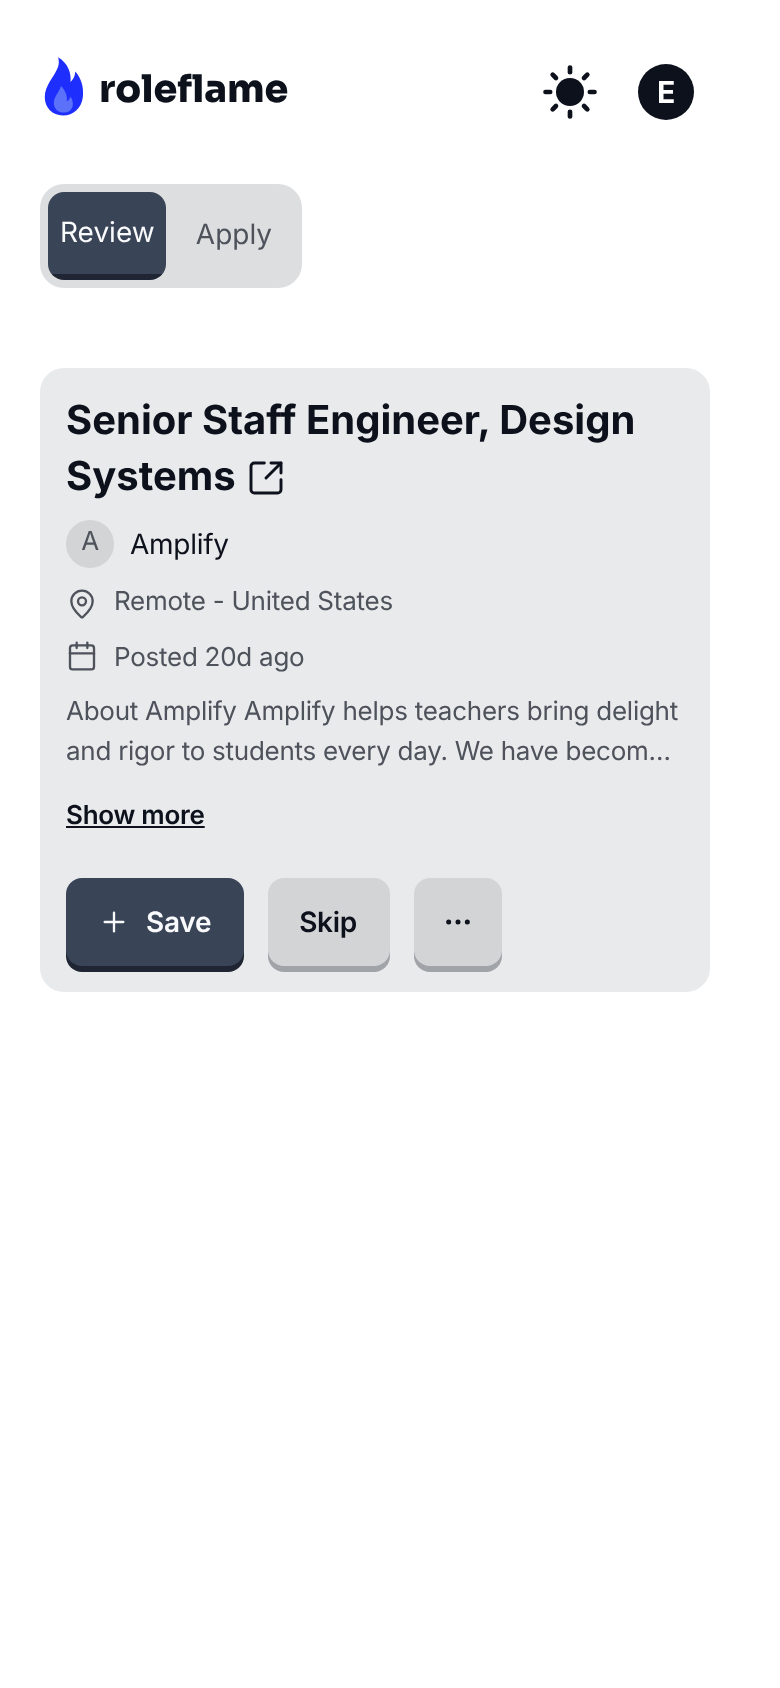 roleflame
E
Review
Apply
Senior Staff Engineer, Design
Systems
A
Amplify
Remote - United States
Posted 20d ago
About Amplify Amplify helps teachers bring delight
and rigor to students every day. We have becom...
Show more
Save
Skip